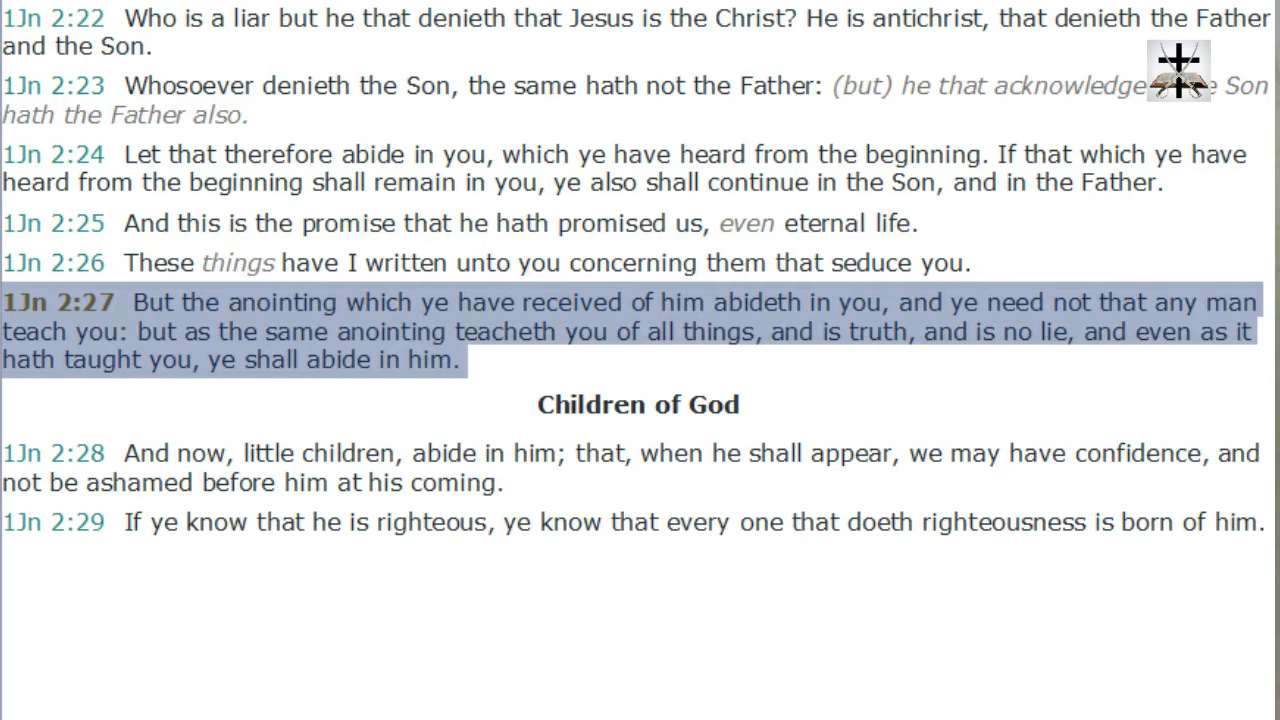 1Jn 2:22 Who is a liar but he that denieth that Jesus is the Christ? He is antichrist, that denieth the Father
and the Son.
1Jn 2:23 Whosoever denieth the Son, the same hath not the Father: (but) he that acknowledge Son
hath the Father also.
1Jn 2:24 Let that therefore abide in you, which ye have heard from the beginning. If that which ye have
heard from the beginning shall remain in you, ye also shall continue in the Son, and in the Father.
1Jn 2:25 And this is the promise that he hath promised us, even eternal life.
1Jn 2:26 These things have I written unto you concerning them that seduce you.
1Jn 2:27 But the anointing which ye have received of him abideth in you, and ye need not that any man
teach you: but as the same anointing teacheth you of all things, and is truth, and is no lie, and even as it
hath taught you, ye shall abide in him.
Children of God
1Jn 2:28 And now, little children, abide in him; that, when he shall appear, we may have confidence, and
not be ashamed before him at his coming.
1Jn 2:29 If ye know that he is righteous, ye know that every one that doeth righteousness is born of him.